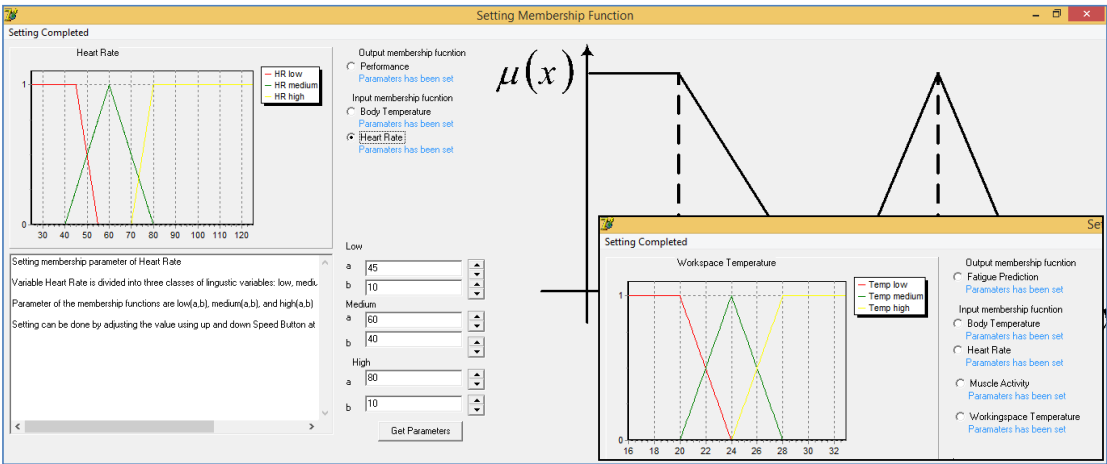 Setting Membership Function
Setting Completed
Heart Rate
HR low
HR medium
HR high
1
0
30 40 50 60 70 80 90 100 110 120
Output membership fucntion
Performance
Paramaters has been set
Input membership fucntion
Body Temperature
Paramaters has been set
Heart Rate
Paramaters has been set
μ(x)
Setting membership parameter of Heart Rate
Variable Heart Rate is divided into three classes of lingustic variables: low, mediu
Parameter of the membership functions are low(a,b), medium(a,b), and high(a,b)
Setting can be done by adjusting the value using up and down Speed Button at
Low
a 45
b 10
Medium
a 60
b 40
High
a 80
b 10
Get Parameters
Set
Setting Completed
Workspace Temperature
Temp low
Temp medium
Temp high
1
0
16 18 20 22 24 26 28 30 32
Output membership fucntion
Fatigue Prediction
Paramaters has been set
Input membership fucntion
Body Temperature
Paramaters has been set
Heart Rate
Paramaters has been set
Muscle Activity
Paramaters has been set
Workingspace Temperature
Paramaters has been set